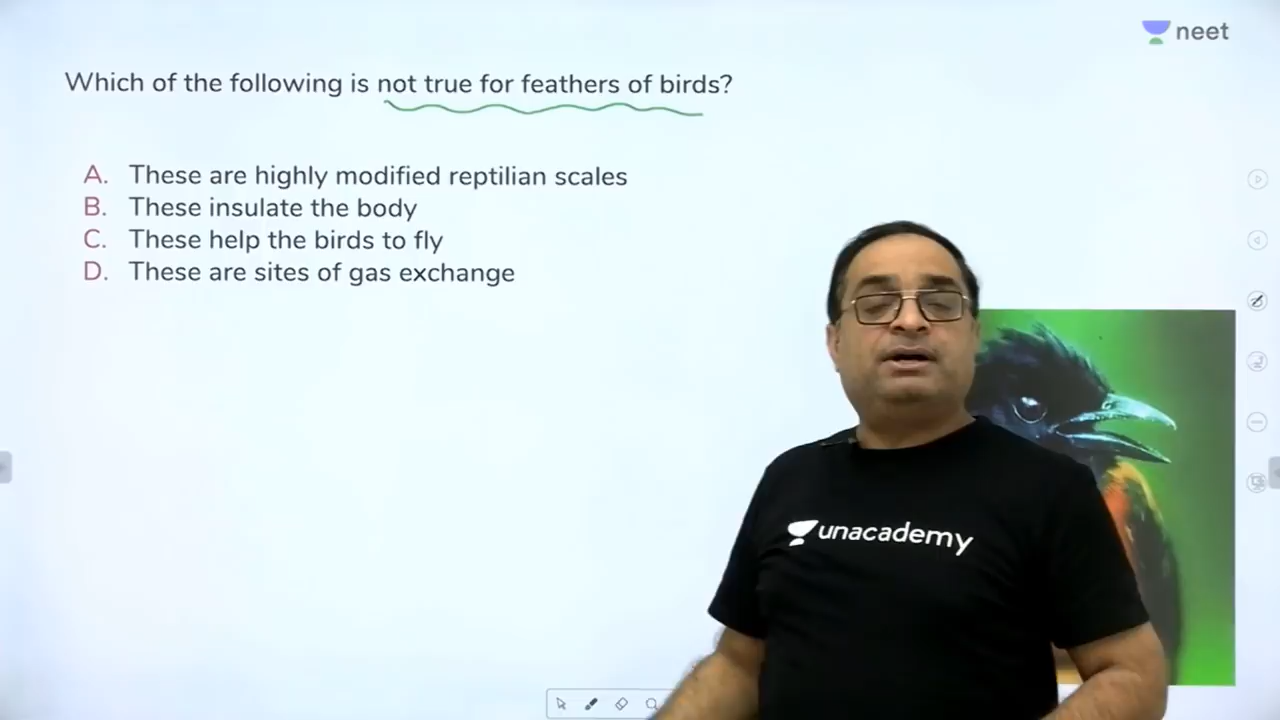 neet
Which of the following is not true for feathers of birds?
A. These are highly modified reptilian scales
B. These insulate the body
C. These help the birds to fly
D. These are sites of gas exchange
unacademy